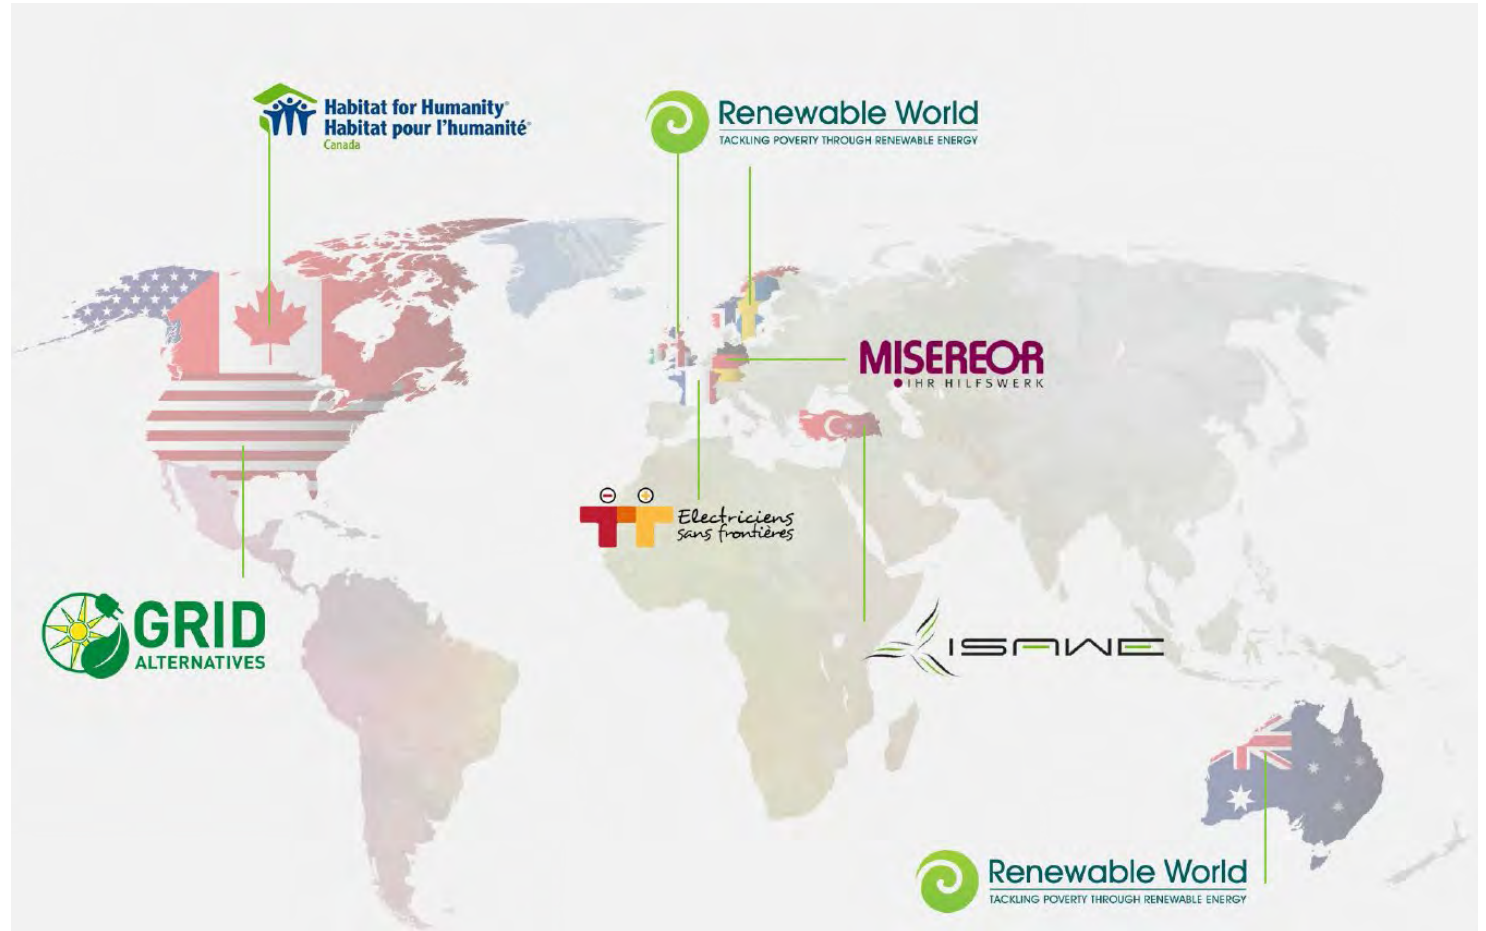 Habitat for Humanity®
Habitat pour l'humanité®
Canada
Renewable World
TACKLING POVERTY THROUGH RENEWABLE ENERGY
MISEREOR
IHR HILFSWERK
Electriciens
sans frontières
GRID
ALTERNATIVES
ISAWE
Renewable World
TACKLING POVERTY THROUGH RENEWABLE ENERGY